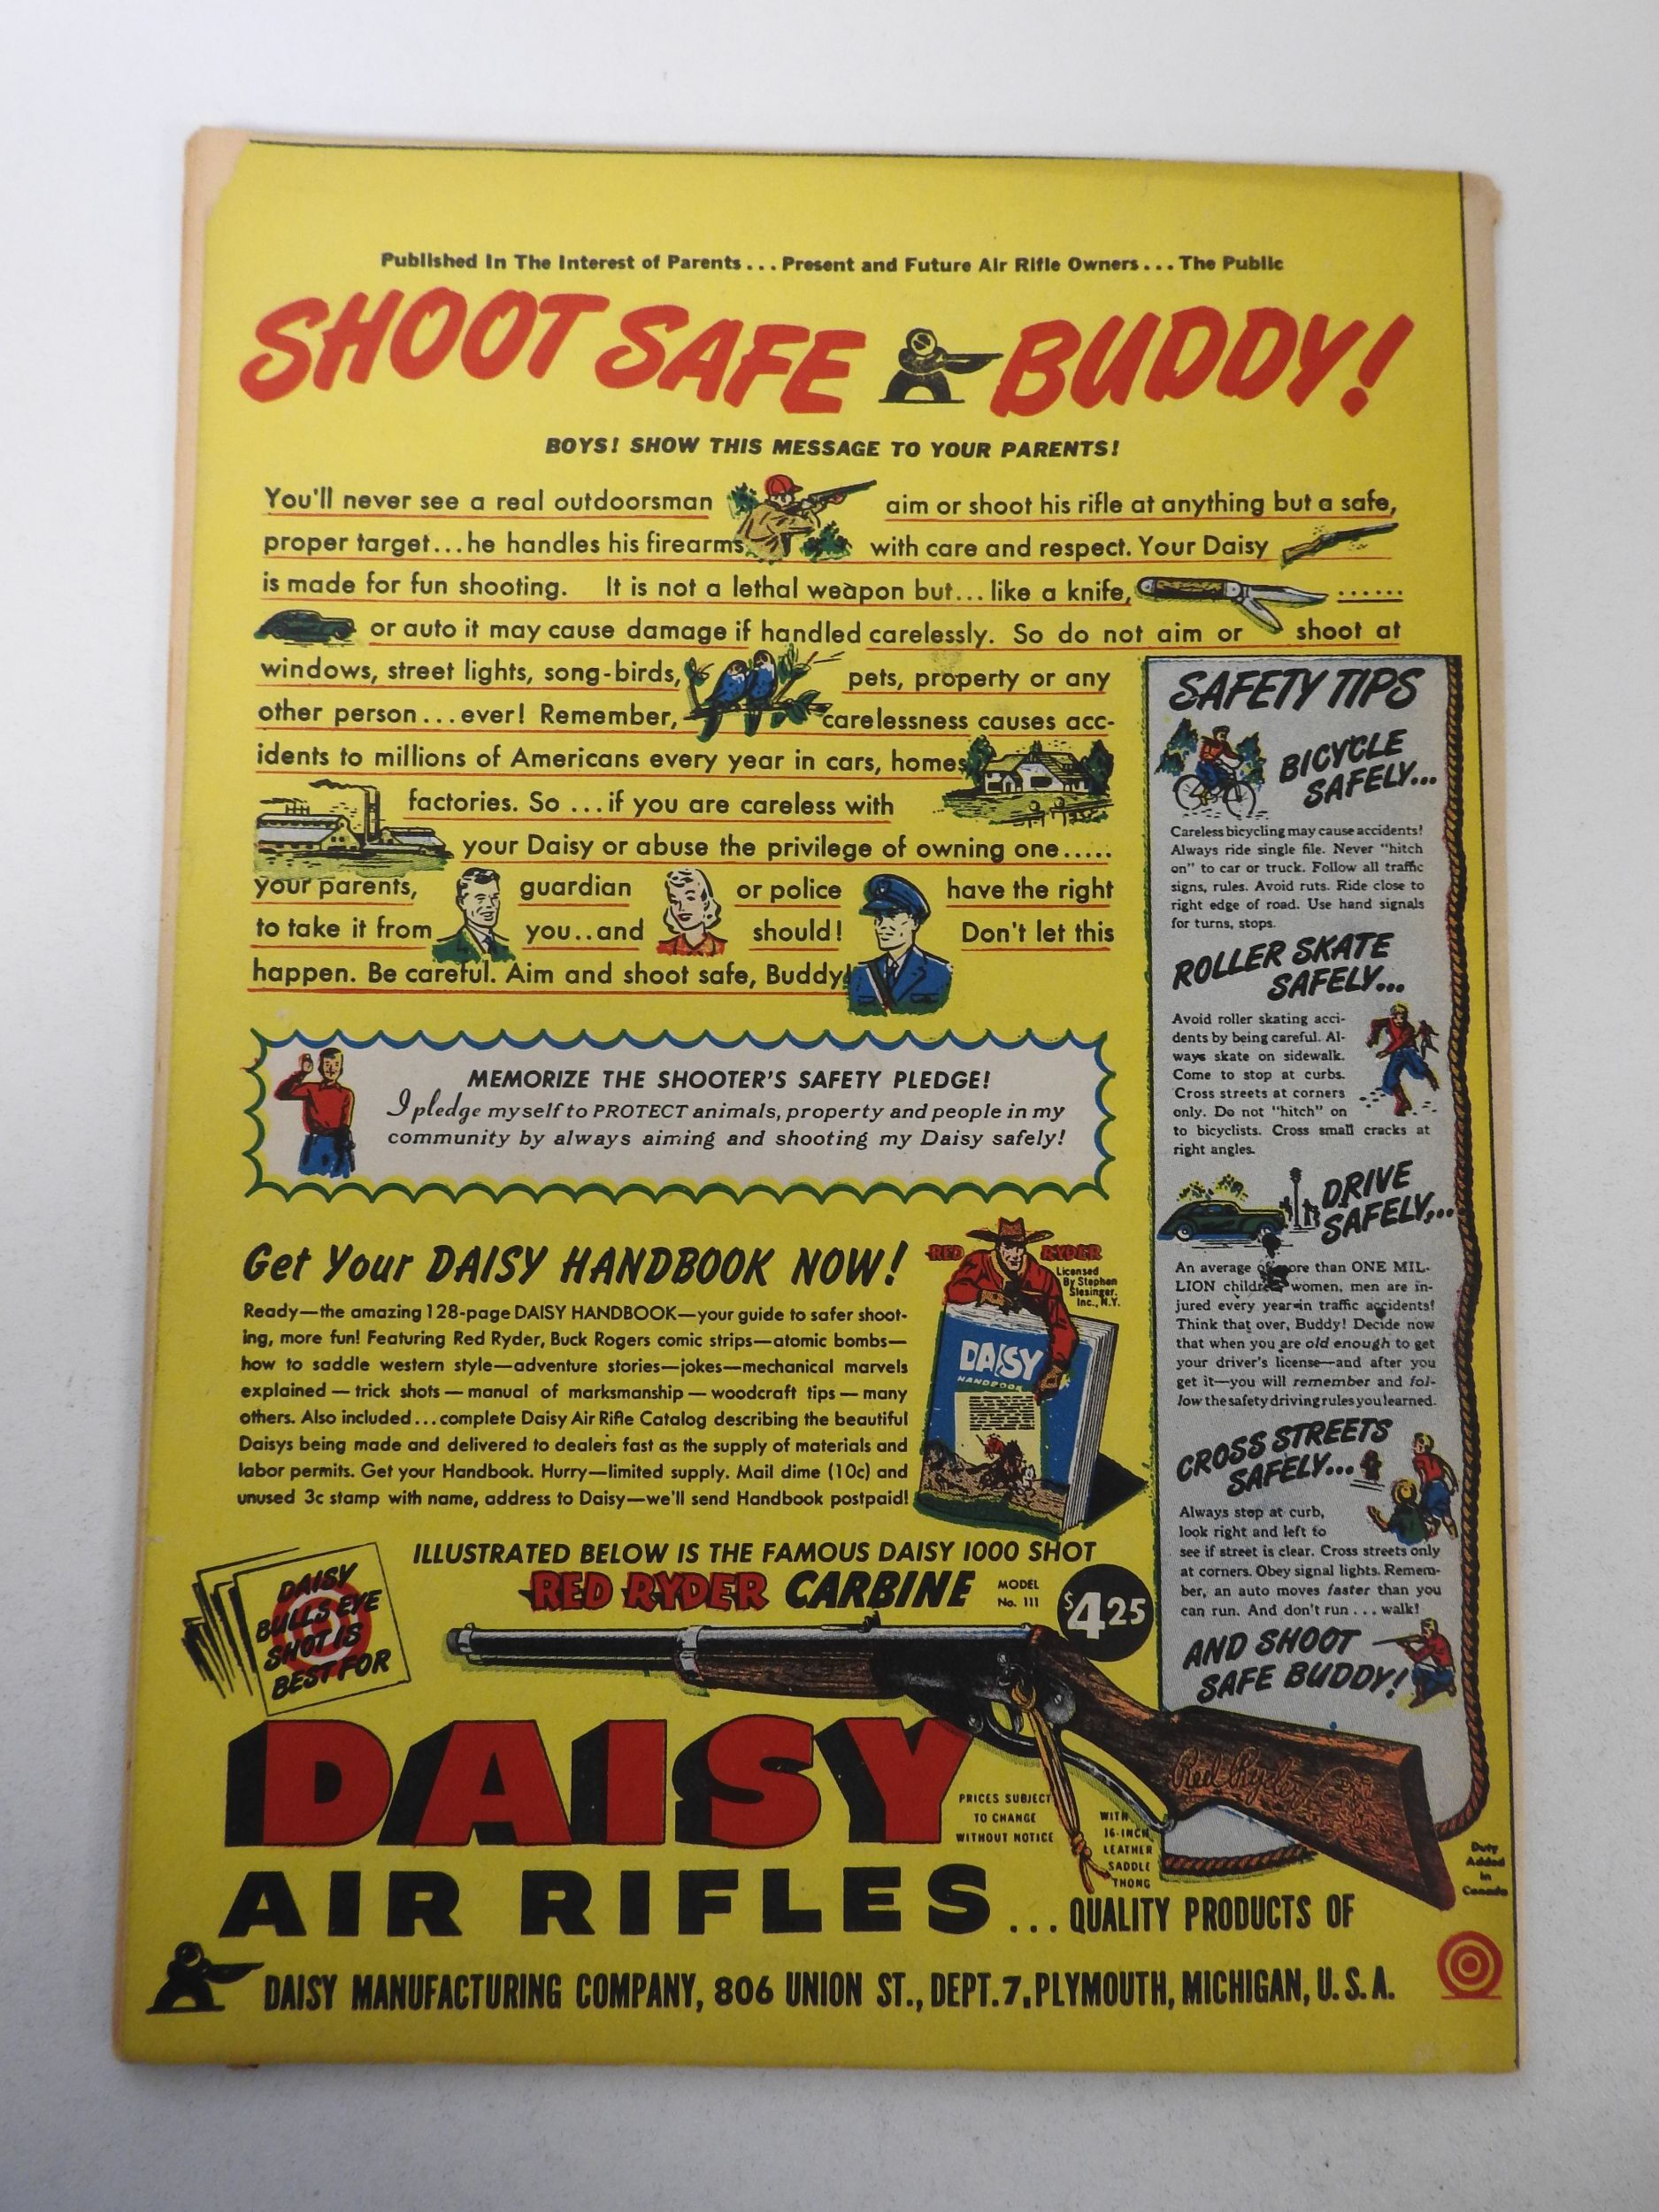 Published In The Interest of Parents... Present and Future Air Rifle Owners... The Public
SHOOT SAFE BUDDY!
BOYS! SHOW THIS MESSAGE TO YOUR PARENTS!
You'll never see a real outdoorsman aim or shoot his rifle at anything but a safe,
proper target...he handles his firearms with care and respect. Your Daisy
is made for fun shooting. It is not a lethal weapon but... like a knife, ......
or auto it may cause damage if handled carelessly. So do not aim or shoot at
windows, street lights, song-birds, pets, property or any
other person...ever! Remember, carelessness causes acc-
idents to millions of Americans every year in cars, homes
factories. So ...if you are careless with
your Daisy or abuse the privilege of owning one.....
your parents, guardian or police have the right
to take it from you..and should! Don't let this
happen. Be careful. Aim and shoot safe, Buddy!
MEMORIZE THE SHOOTER'S SAFETY PLEDGE!
I pledge myself to PROTECT animals, property and people in my
community by always aiming and shooting my Daisy safely!
Get Your DAISY HANDBOOK NOW!
Ready—the amazing 128-page DAISY HANDBOOK—your guide to safer shoot-
ing, more fun! Featuring Red Ryder, Buck Rogers comic strips—atomic bombs—
how to saddle western style—adventure stories—jokes—mechanical marvels
explained — trick shots — manual of marksmanship — woodcraft tips — many
others. Also included...complete Daisy Air Rifle Catalog describing the beautiful
Daisys being made and delivered to dealers fast as the supply of materials and
labor permits. Get your Handbook. Hurry—limited supply. Mail dime (10c) and
unused 3c stamp with name, address to Daisy—we'll send Handbook postpaid!
RED RYDER
Licensed
By Stephen
Slesinger,
Inc., N.Y.
DAISY
HANDBOOK
SAFETY TIPS
BICYCLE
SAFELY...
Careless bicycling may cause accidents!
Always ride single file. Never "hitch
on" to car or truck. Follow all traffic
signs, rules. Avoid ruts. Ride close to
right edge of road. Use hand signals
for turns, stops.
ROLLER SKATE
SAFELY...
Avoid roller skating acci-
dents by being careful. Al-
ways skate on sidewalk.
Come to stop at curbs.
Cross streets at corners
only. Do not "hitch" on
to bicyclists. Cross small cracks at
right angles.
DRIVE
SAFELY...
An average of more than ONE MIL-
LION children, women, men are in-
jured every year in traffic accidents!
Think that over, Buddy! Decide now
that when you are old enough to get
your driver's license—and after you
get it—you will remember and fol-
low the safety driving rules you learned.
CROSS STREETS
SAFELY...
Always stop at curb,
look right and left to
see if street is clear. Cross streets only
at corners. Obey signal lights. Remem-
ber, an auto moves faster than you
can run. And don't run . . . walk!
AND SHOOT
SAFE BUDDY!
ILLUSTRATED BELOW IS THE FAMOUS DAISY 1000 SHOT
RED RYDER CARBINE MODEL No. 111 $4.25
DAISY
BULLS EYE
SHOT IS
BEST FOR
DAISY
Red Ryder
PRICES SUBJECT
TO CHANGE
WITHOUT NOTICE
WITH
16-INCH
LEATHER
SADDLE
THONG
Duty
Added
In
Canada
AIR RIFLES ... QUALITY PRODUCTS OF
DAISY MANUFACTURING COMPANY, 806 UNION ST., DEPT. 7, PLYMOUTH, MICHIGAN, U.S.A.